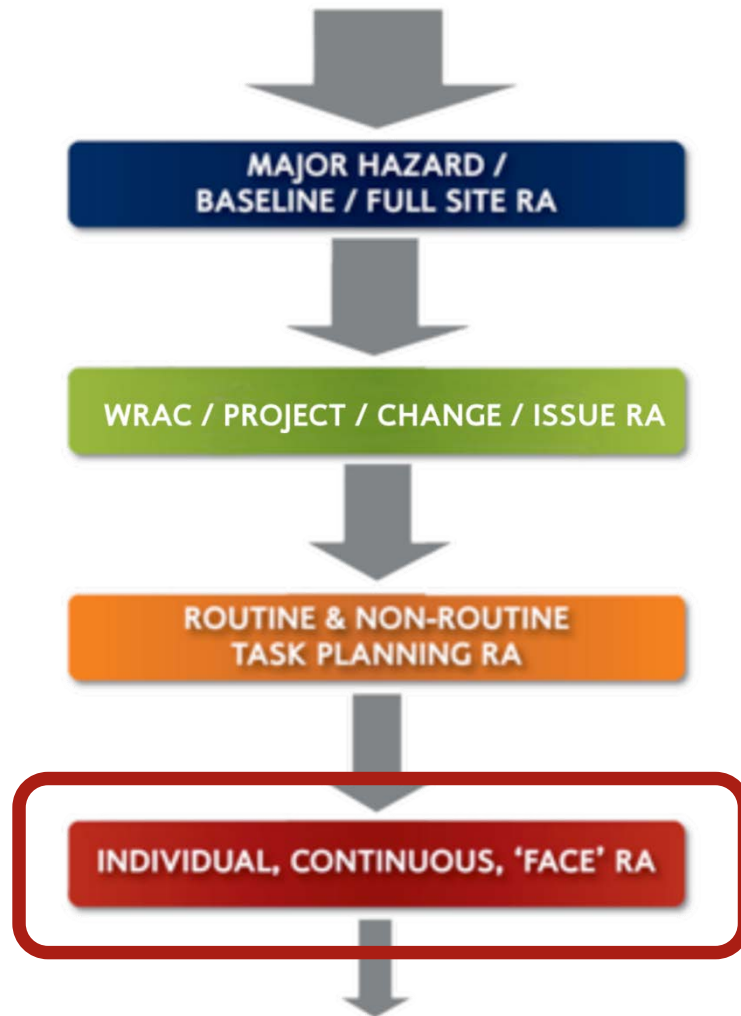 MAJOR HAZARD /
BASELINE / FULL SITE RA
WRAC / PROJECT / CHANGE / ISSUE RA
ROUTINE & NON-ROUTINE
TASK PLANNING RA
INDIVIDUAL, CONTINUOUS, ‘FACE’ RA